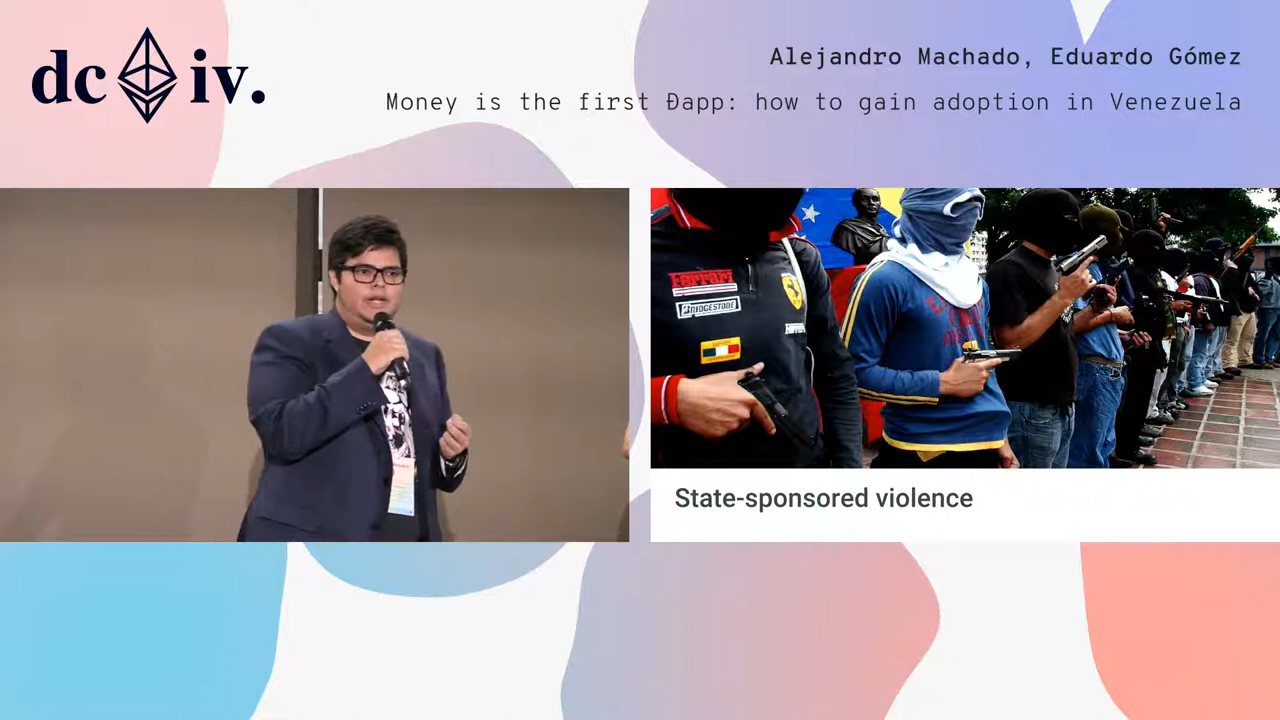 dc iv.
Alejandro Machado, Eduardo Gómez
Money is the first Ðapp: how to gain adoption in Venezuela
Ferrari
BRIDGESTONE
State-sponsored violence